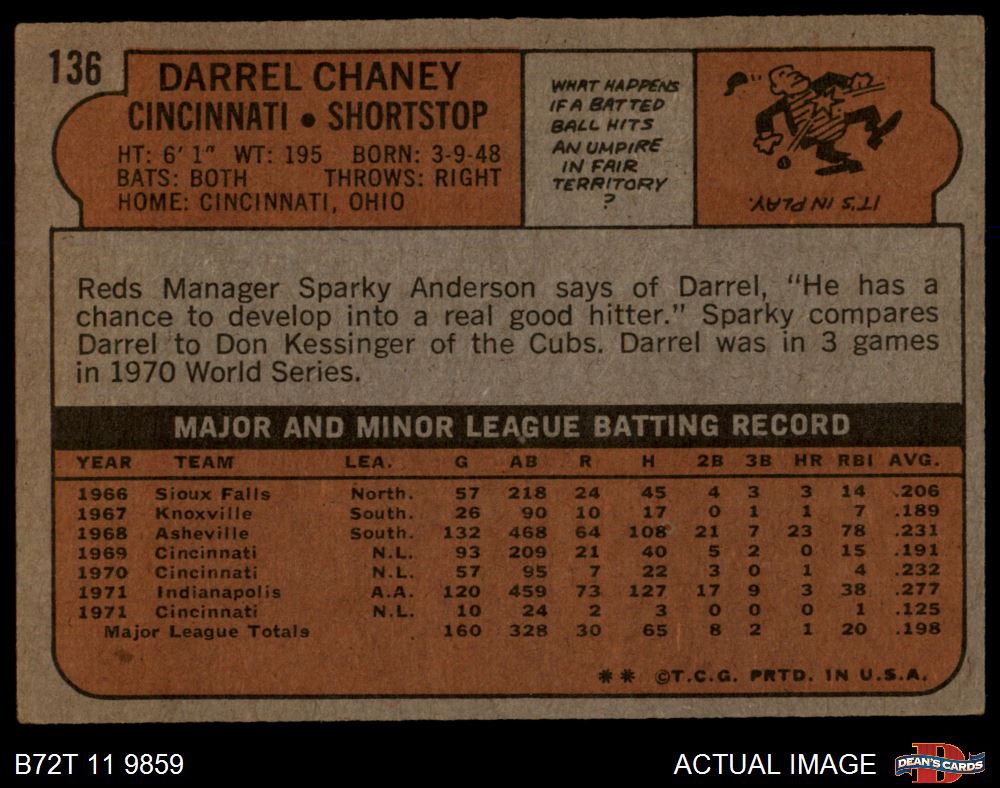 136
DARREL CHANEY
CINCINNATI • SHORTSTOP
HT: 6' 1" WT: 195 BORN: 3-9-48
BATS: BOTH THROWS: RIGHT
HOME: CINCINNATI, OHIO
WHAT HAPPENS
IF A BATTED
BALL HITS
AN UMPIRE
IN FAIR
TERRITORY
?
IT'S IN PLAY.
Reds Manager Sparky Anderson says of Darrel, "He has a
chance to develop into a real good hitter." Sparky compares
Darrel to Don Kessinger of the Cubs. Darrel was in 3 games
in 1970 World Series.
MAJOR AND MINOR LEAGUE BATTING RECORD
YEAR TEAM LEA. G AB R H 2B 3B HR RBI AVG.
1966 Sioux Falls North. 57 218 24 45 4 3 3 14 .206
1967 Knoxville South. 26 90 10 17 0 1 1 7 .189
1968 Asheville South. 132 468 64 108 21 7 23 78 .231
1969 Cincinnati N.L. 93 209 21 40 5 2 0 15 .191
1970 Cincinnati N.L. 57 95 7 22 3 0 1 4 .232
1971 Indianapolis A.A. 120 459 73 127 17 9 3 38 .277
1971 Cincinnati N.L. 10 24 2 3 0 0 0 1 .125
Major League Totals 160 328 30 65 8 2 1 20 .198
** ©T.C.G. PRTD. IN U.S.A.
B72T 11 9859
ACTUAL IMAGE
D
DEAN'S CARDS